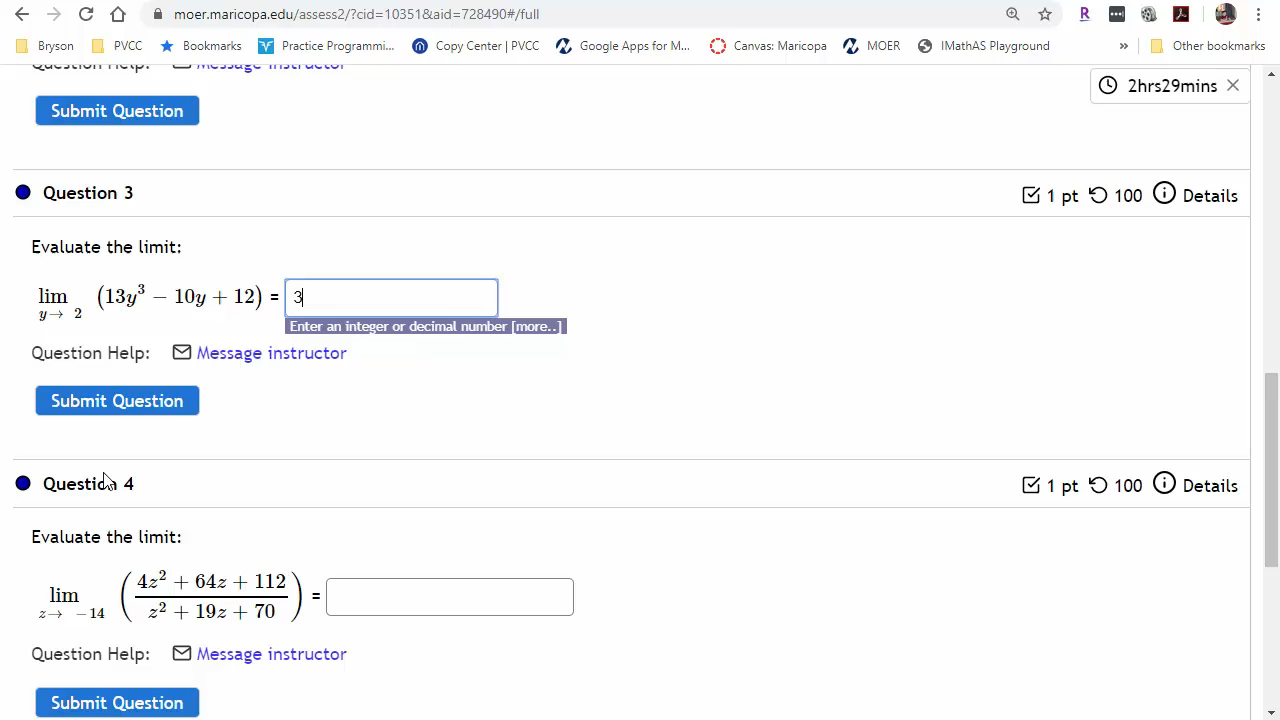 moer.maricopa.edu/assess2/?cid=10351&aid=728490#/full
R
Bryson PVCC Bookmarks Practice Programmi... Copy Center | PVCC Google Apps for M... Canvas: Maricopa MOER IMathAS Playground » Other bookmarks
Question Help: Message instructor
2hrs29mins
Submit Question
Question 3
1 pt 100 Details
Evaluate the limit:
lim y→ 2 (13y³ − 10y + 12) = 3
Enter an integer or decimal number [more..]
Question Help: Message instructor
Submit Question
Question 4
1 pt 100 Details
Evaluate the limit:
lim z→ −14 ((4z² + 64z + 112)/(z² + 19z + 70)) =
Question Help: Message instructor
Submit Question